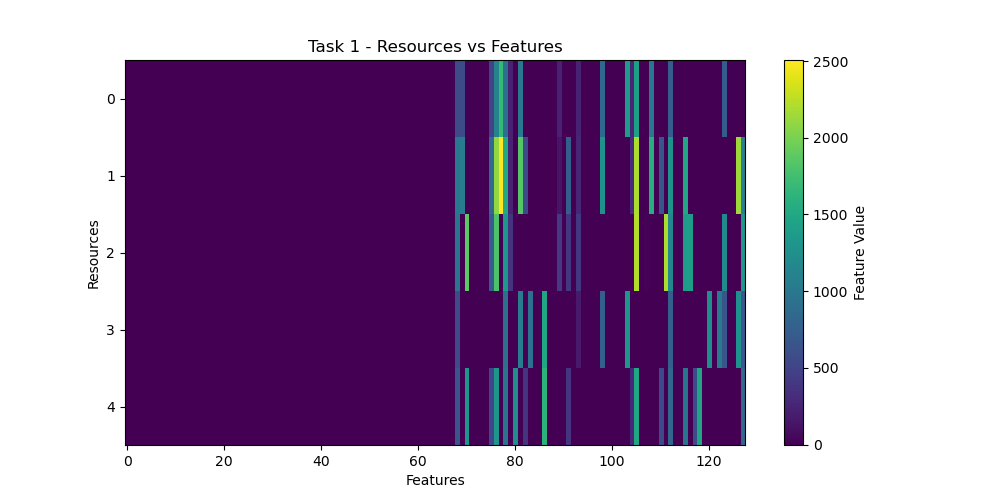 Task 1 - Resources vs Features
Resources
0
1
2
3
4
0 20 40 60 80 100 120
Features
2500
2000
1500
1000
500
0
Feature Value